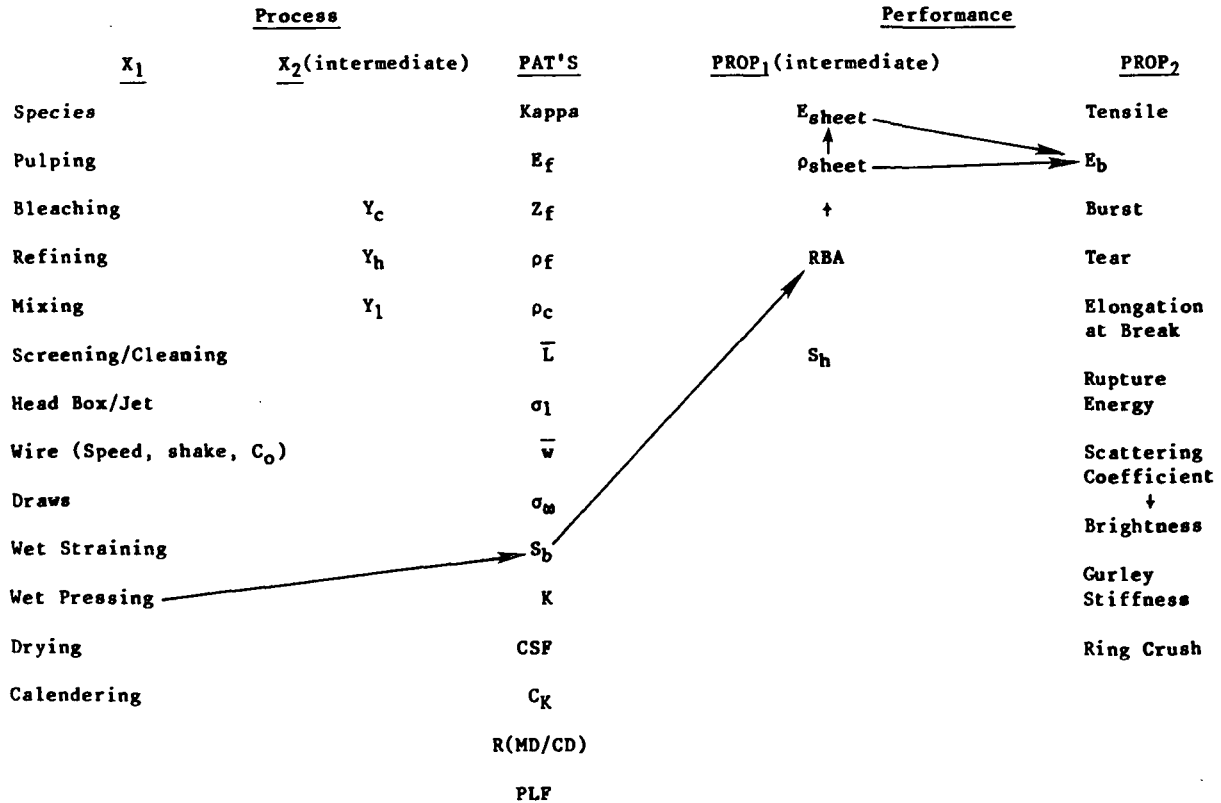 Process Performance
X1 X2(intermediate) PAT'S PROP1(intermediate) PROP2
Species Kappa Esheet Tensile
Pulping Ef ρsheet Eb
Bleaching Yc Zf Burst
Refining Yh ρf RBA Tear
Mixing Yl ρc Elongation
at Break
Screening/Cleaning L̅ Sh
Rupture
Head Box/Jet σl Energy
Wire (Speed, shake, Co) w̅ Scattering
Coefficient
Draws σω
Brightness
Wet Straining Sb
Gurley
Wet Pressing K Stiffness
Drying CSF Ring Crush
Calendering CK
R(MD/CD)
PLF